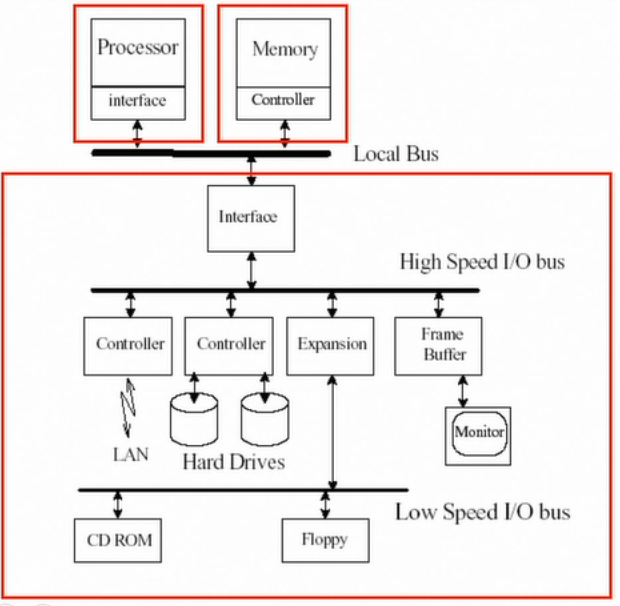 Processor
Memory
interface
Controller
Local Bus
Interface
High Speed I/O bus
Controller
Controller
Expansion
Frame
Buffer
Monitor
LAN
Hard Drives
Low Speed I/O bus
CD ROM
Floppy